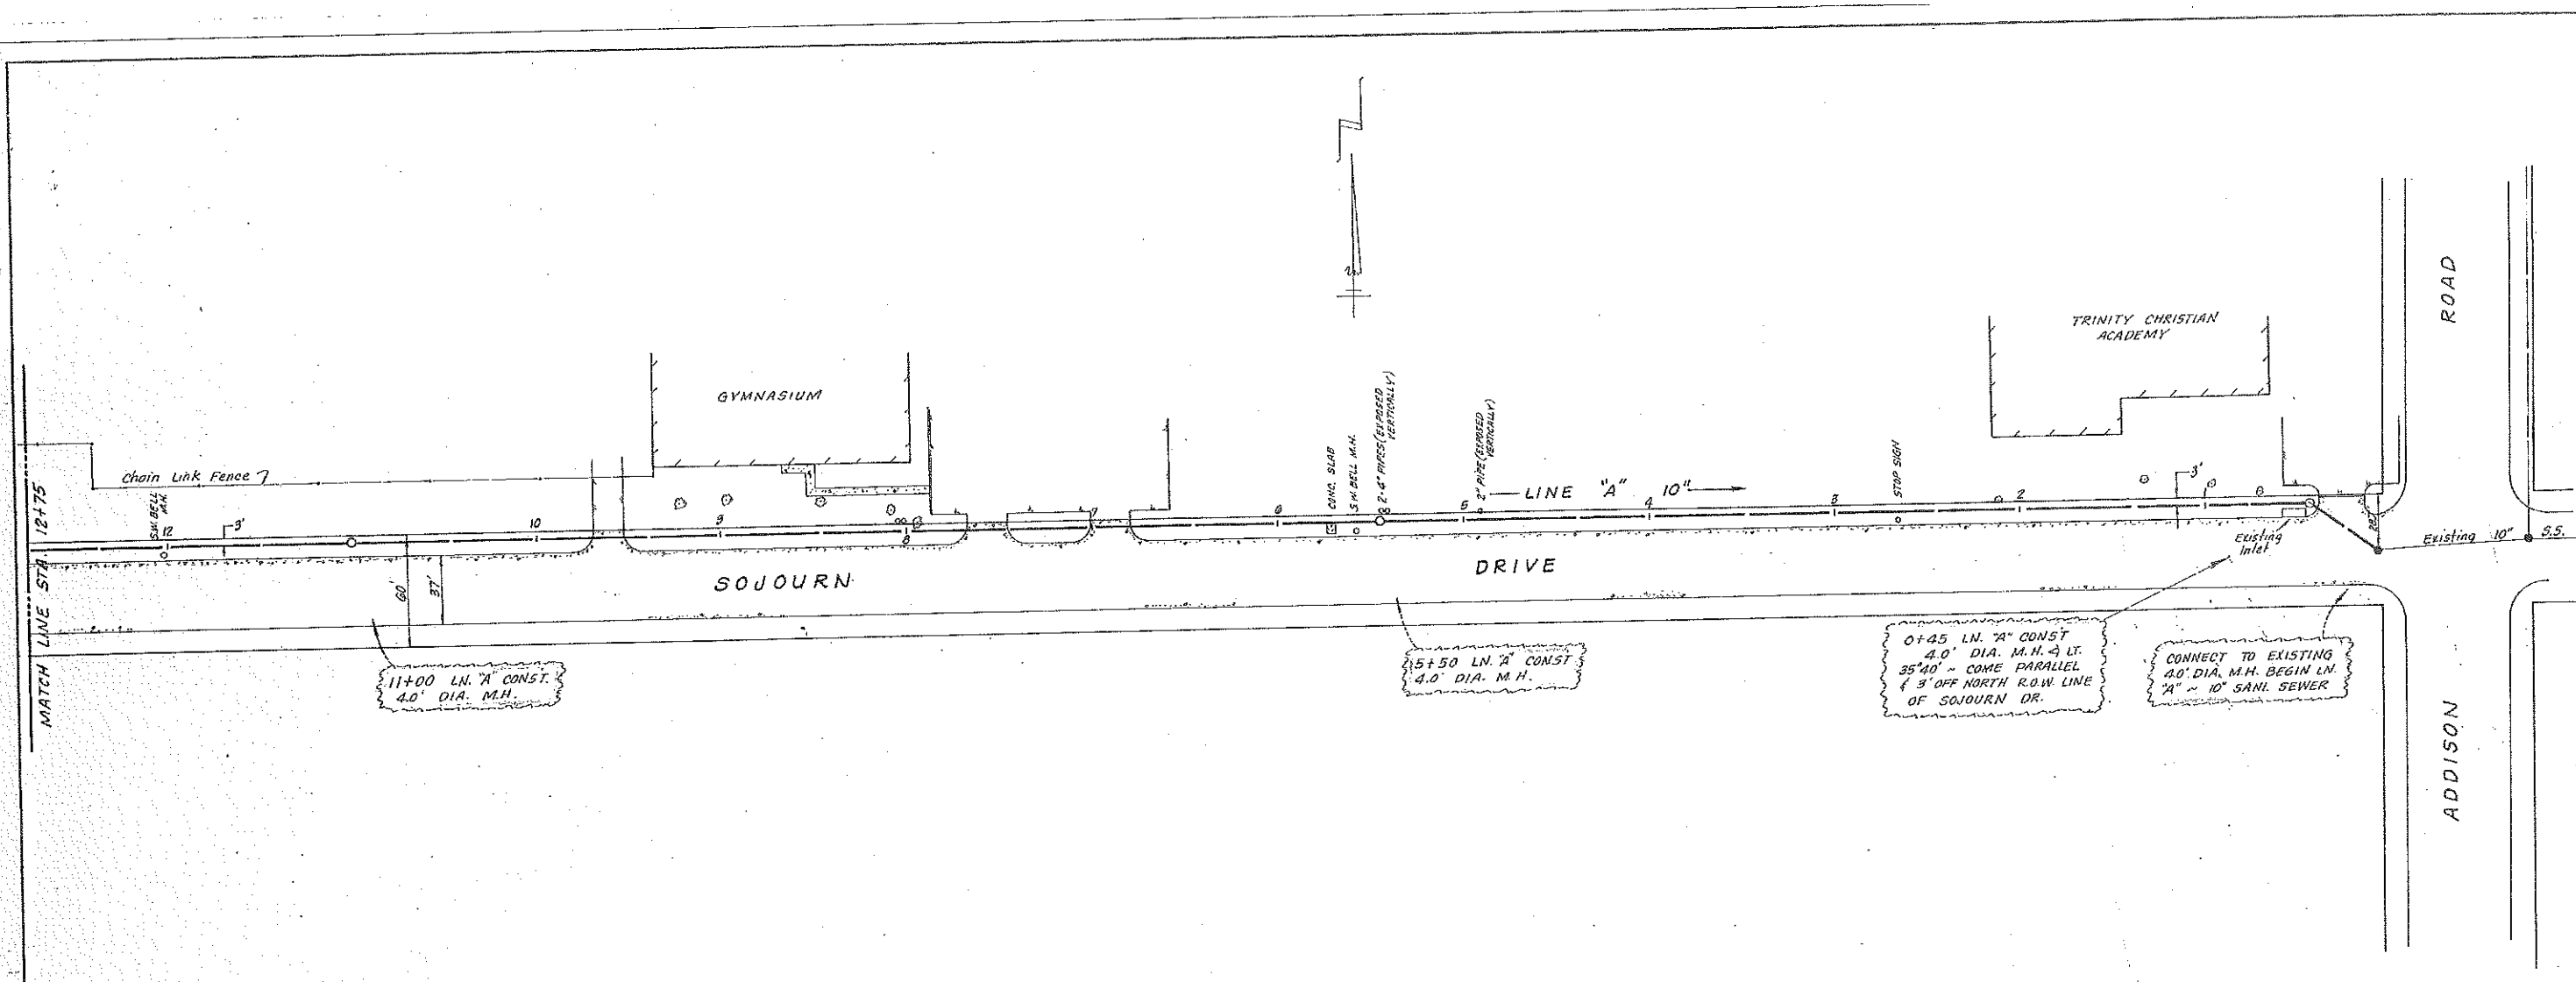 MATCH LINE STA. 12+75
Chain Link Fence
S.W. BELL
M.H.
12
3'
10
9
8
7
6
5
4
3
2
1
GYMNASIUM
60'
37'
SOJOURN
DRIVE
CONC. SLAB
S.W. BELL M.H.
2-4" PIPES (EXPOSED
VERTICALLY)
2" PIPE (EXPOSED
VERTICALLY)
LINE "A" 10"
STOP SIGN
3'
TRINITY CHRISTIAN
ACADEMY
Existing
Inlet
Existing 10" S.S.
ROAD
ADDISON
11+00 LN. "A" CONST.
4.0' DIA. M.H.
5+50 LN. "A" CONST
4.0' DIA. M.H.
0+45 LN. "A" CONST
4.0' DIA. M.H. ∠ LT.
35°40' ~ COME PARALLEL
& 3' OFF NORTH R.O.W. LINE
OF SOJOURN DR.
CONNECT TO EXISTING
4.0' DIA. M.H. BEGIN LN.
"A" ~ 10" SANI. SEWER